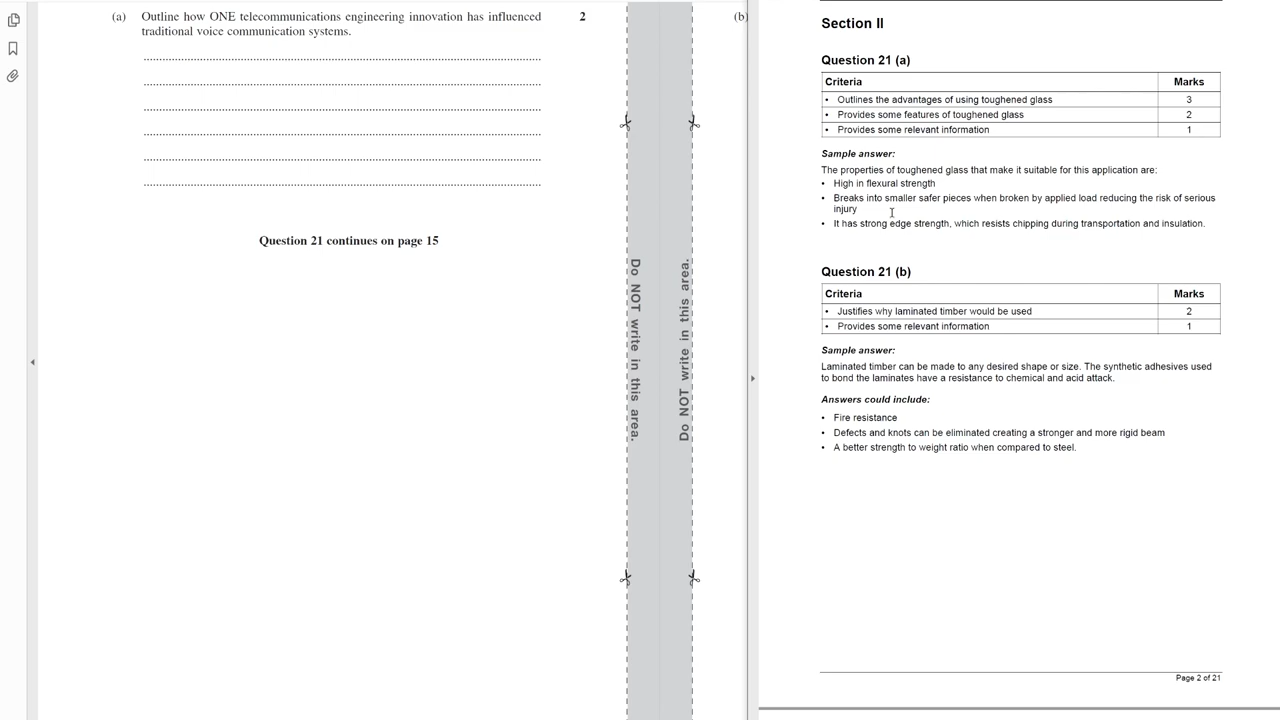 (a) Outline how ONE telecommunications engineering innovation has influenced 2
traditional voice communication systems.
Question 21 continues on page 15
Do NOT write in this area.
Do NOT write in this area.
(b)
Section II
Question 21 (a)
Criteria Marks
• Outlines the advantages of using toughened glass 3
• Provides some features of toughened glass 2
• Provides some relevant information 1
Sample answer:
The properties of toughened glass that make it suitable for this application are:
• High in flexural strength
• Breaks into smaller safer pieces when broken by applied load reducing the risk of serious
injury
• It has strong edge strength, which resists chipping during transportation and insulation.
Question 21 (b)
Criteria Marks
• Justifies why laminated timber would be used 2
• Provides some relevant information 1
Sample answer:
Laminated timber can be made to any desired shape or size. The synthetic adhesives used
to bond the laminates have a resistance to chemical and acid attack.
Answers could include:
• Fire resistance
• Defects and knots can be eliminated creating a stronger and more rigid beam
• A better strength to weight ratio when compared to steel.
Page 2 of 21